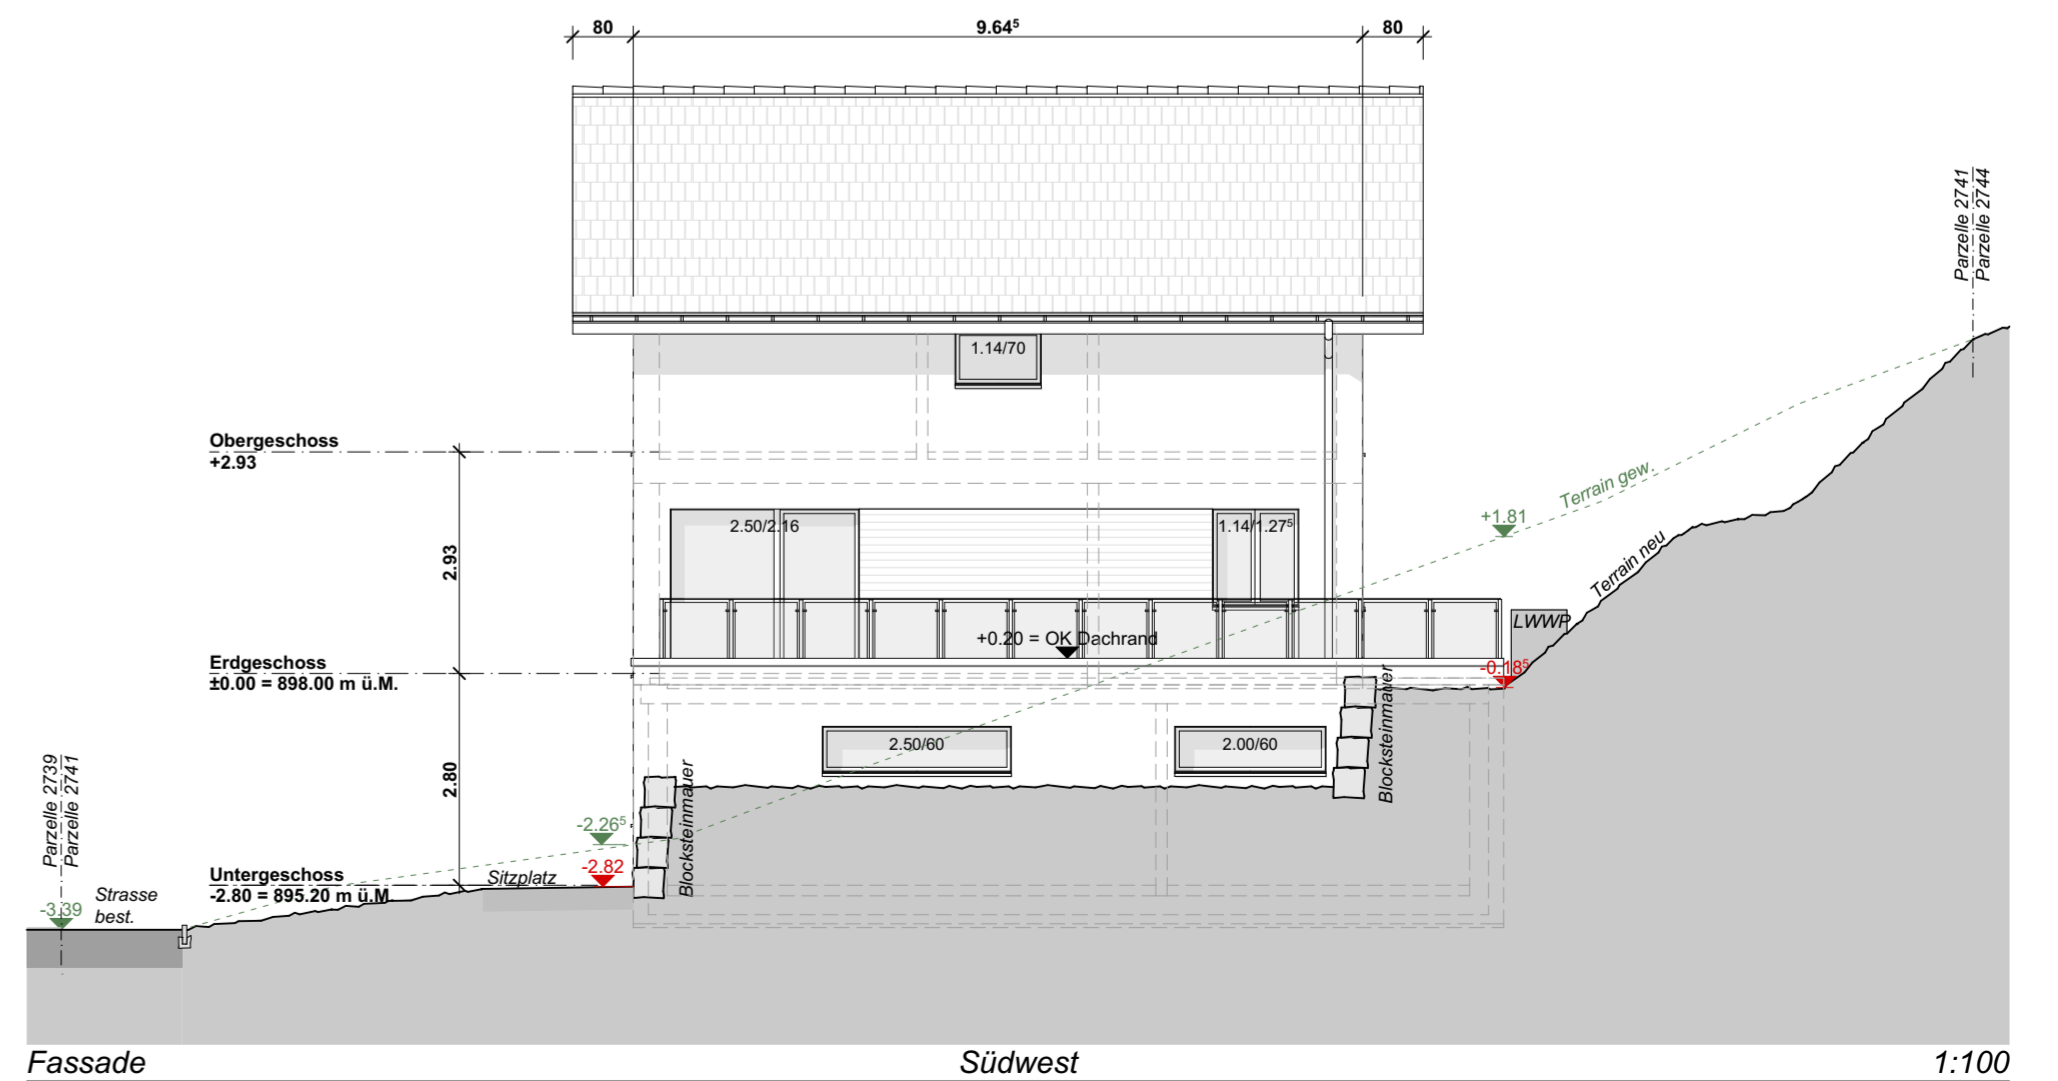 80
9.64⁵
80
Parzelle 2741
Parzelle 2744
1.14/70
Obergeschoss
+2.93
Terrain gew.
+1.81
2.50/2.16
1.14/1.27⁵
2.93
Terrain neu
LWWP
+0.20 = OK Dachrand
Erdgeschoss
±0.00 = 898.00 m ü.M.
-0.18⁵
Blocksteinmauer
2.50/60
2.00/60
2.80
Parzelle 2739
Parzelle 2741
Blocksteinmauer
-2.26⁵
-2.82
Untergeschoss
-2.80 = 895.20 m ü.M.
Sitzplatz
Strasse
best.
-3.39
Fassade
Südwest
1:100